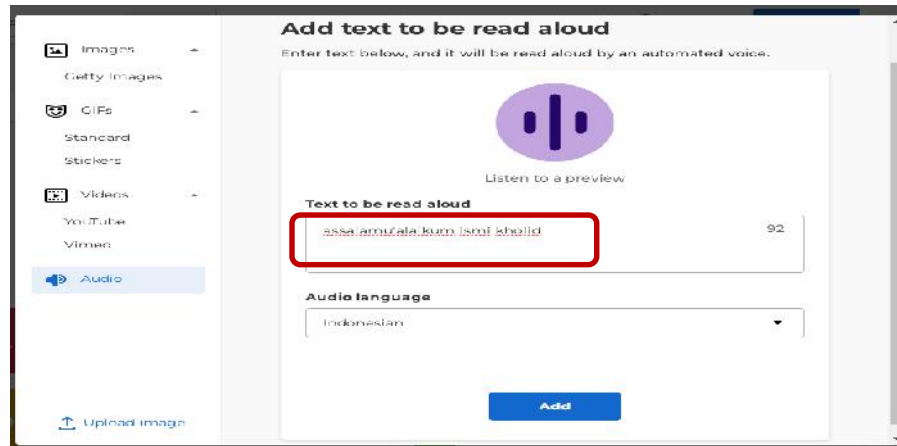 Add text to be read aloud
Images
Enter text below, and it will be read aloud by an automated voice.
Getty Images
GIFs
Standard
Stickers
Listen to a preview
Videos
Text to be read aloud
YouTube
assalamu'alaikum ismi kholid
92
Vimeo
Audio
Audio language
Indonesian
Add
Upload image